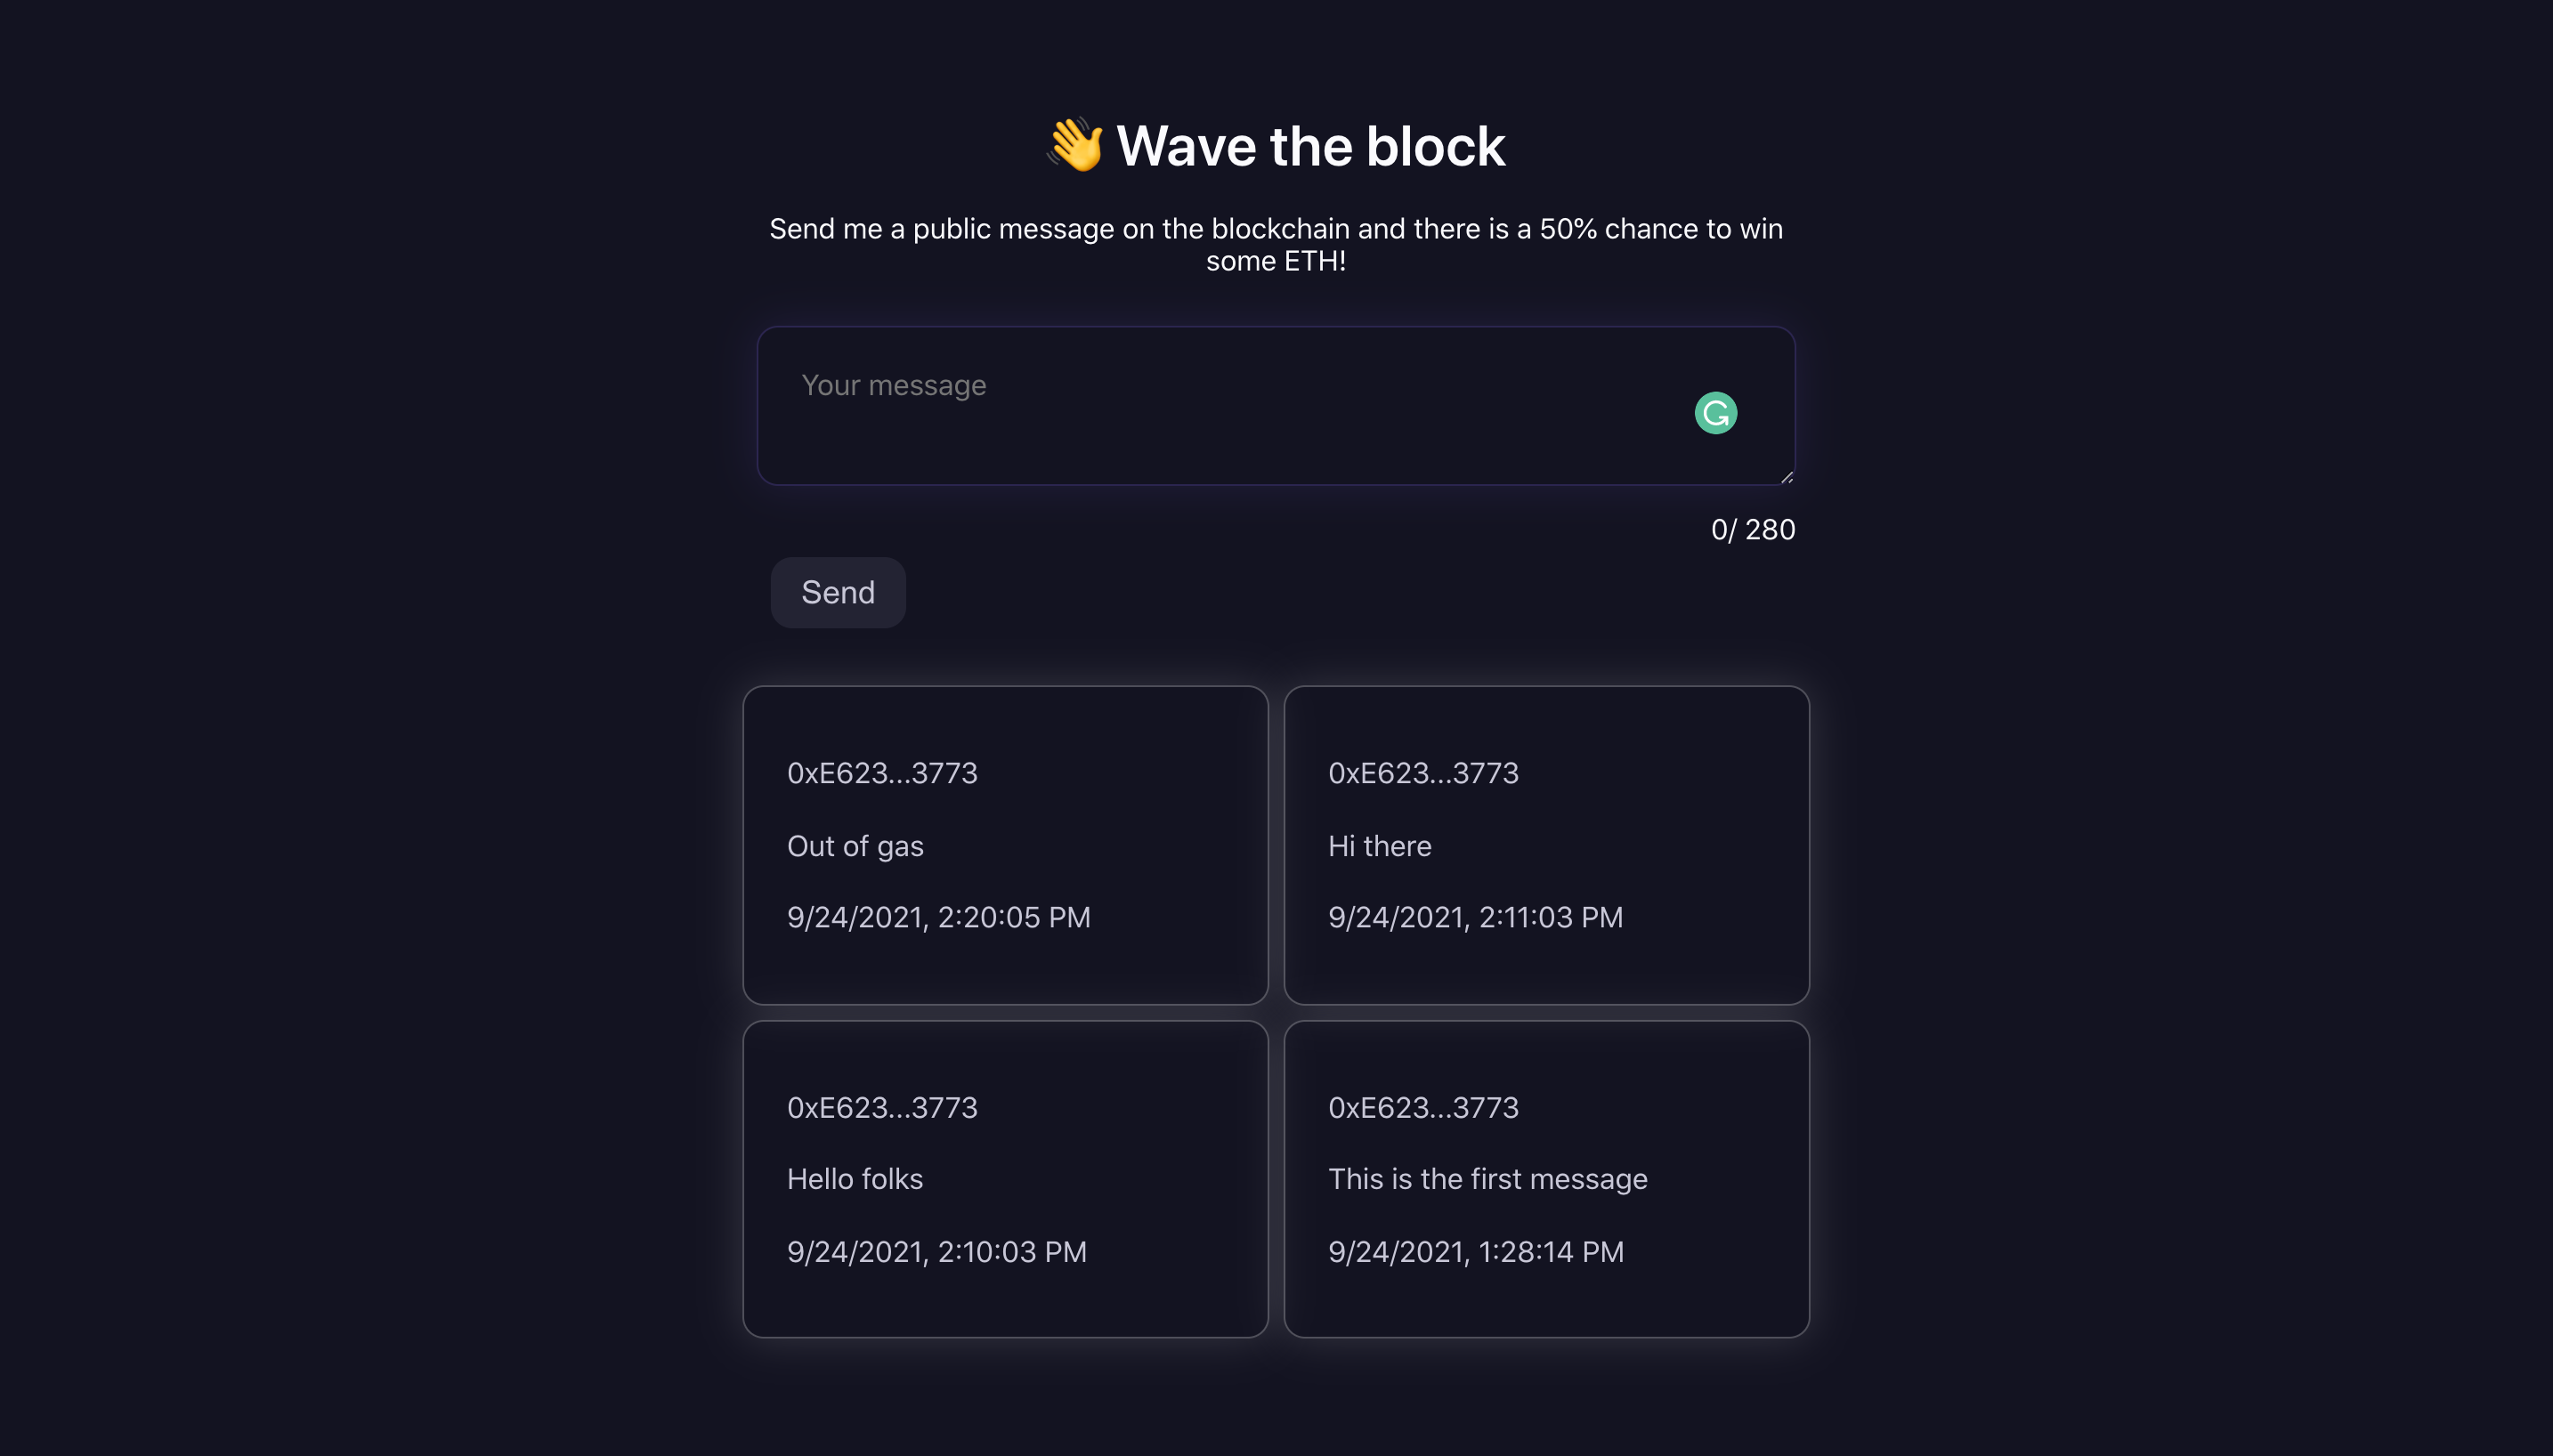 👋 Wave the block
Send me a public message on the blockchain and there is a 50% chance to win
some ETH!
Your message
0/ 280
Send
0xE623...3773
Out of gas
9/24/2021, 2:20:05 PM
0xE623...3773
Hi there
9/24/2021, 2:11:03 PM
0xE623...3773
Hello folks
9/24/2021, 2:10:03 PM
0xE623...3773
This is the first message
9/24/2021, 1:28:14 PM